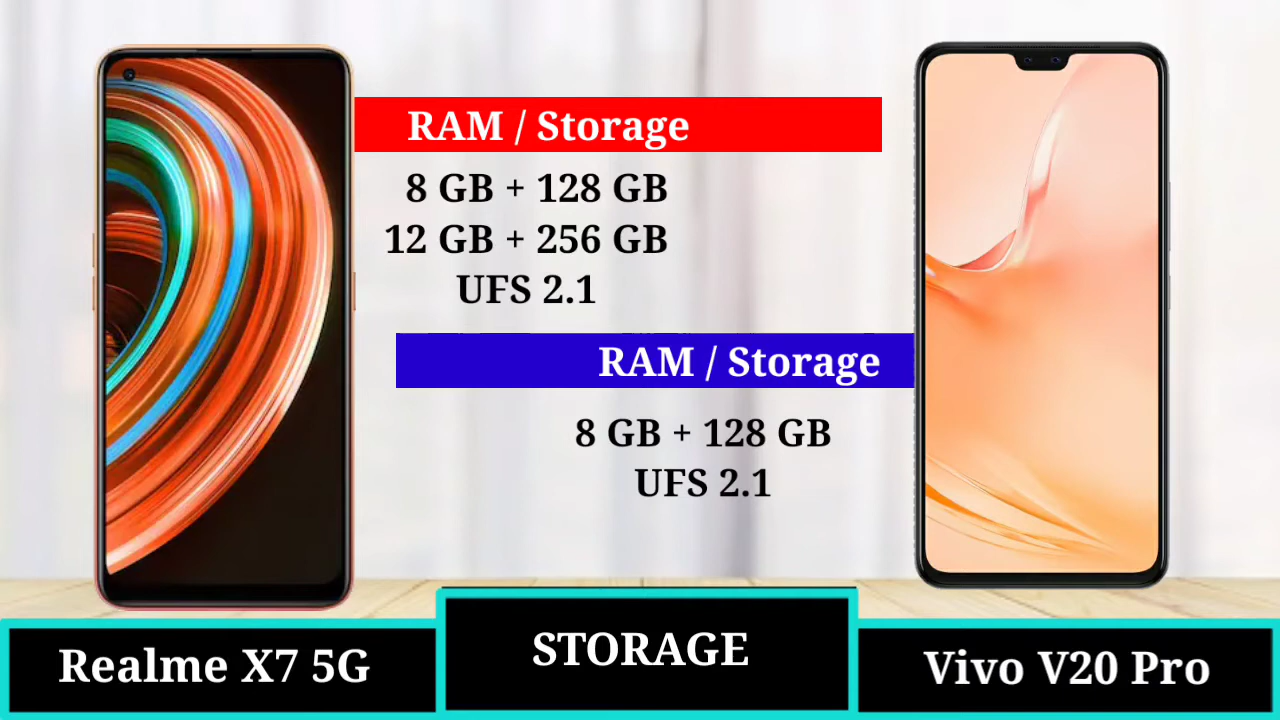 RAM / Storage
8 GB + 128 GB
12 GB + 256 GB
UFS 2.1
RAM / Storage
8 GB + 128 GB
UFS 2.1
Realme X7 5G
STORAGE
Vivo V20 Pro